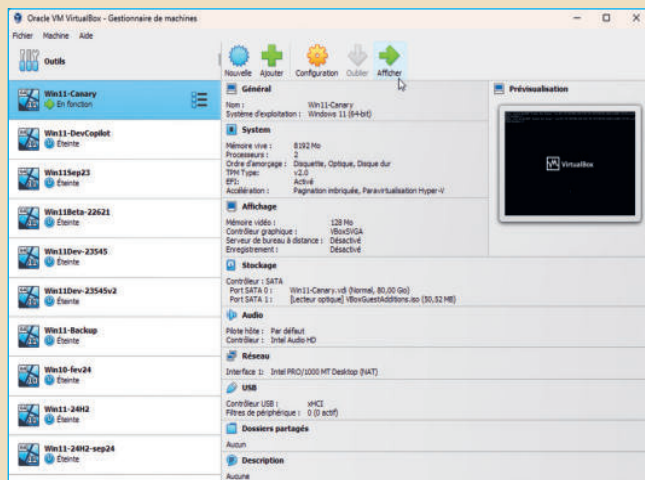 Oracle VM VirtualBox - Gestionnaire de machines
Fichier Machine Aide
Outils
Nouvelle Ajouter Configuration Oublier Afficher
Win11-Canary
En fonction
Win11-DevCopilot
Éteinte
Win11Sep23
Éteinte
Win11Beta-22621
Éteinte
Win11Dev-23545
Éteinte
Win11Dev-23545v2
Éteinte
Win11-Backup
Éteinte
Win10-fev24
Éteinte
Win11-24H2
Éteinte
Win11-24H2-sep24
Éteinte
Général
Nom : Win11-Canary
Système d'exploitation : Windows 11 (64-bit)
System
Mémoire vive : 8192 Mo
Processeurs : 2
Ordre d'amorçage : Disquette, Optique, Disque dur
TPM Type: v2.0
EFI: Activé
Accélération : Pagination imbriquée, Paravirtualisation Hyper-V
Affichage
Mémoire vidéo : 128 Mo
Contrôleur graphique : VBoxSVGA
Serveur de bureau à distance : Désactivé
Enregistrement : Désactivé
Stockage
Contrôleur : SATA
Port SATA 0 : Win11-Canary.vdi (Normal, 80,00 Gio)
Port SATA 1 : [Lecteur optique] VBoxGuestAdditions.iso (50,52 MB)
Audio
Pilote hôte : Par défaut
Contrôleur : Intel Audio HD
Réseau
Interface 1: Intel PRO/1000 MT Desktop (NAT)
USB
Contrôleur USB : xHCI
Filtres de périphérique : 0 (0 actif)
Dossiers partagés
Aucun
Description
Aucune
Prévisualisation
VirtualBox